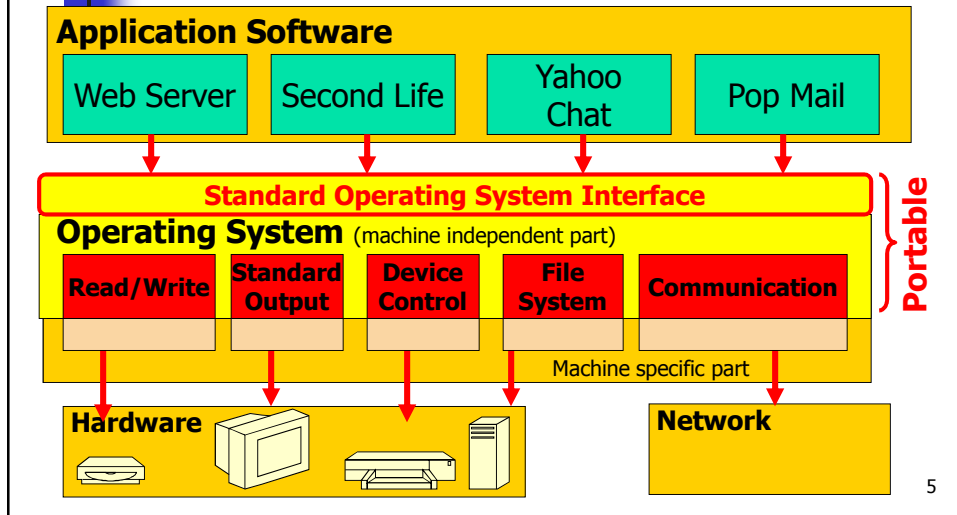 Application Software
Web Server
Second Life
Yahoo
Chat
Pop Mail
Standard Operating System Interface
Operating System (machine independent part)
Portable
Read/Write
Standard
Output
Device
Control
File
System
Communication
Machine specific part
Hardware
Network
5